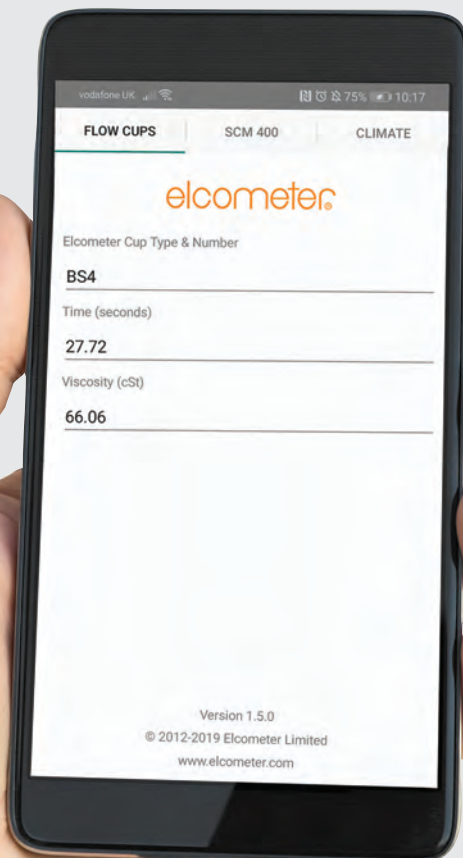 vodafone UK 75% 10:17
FLOW CUPS SCM 400 CLIMATE
elcometer®
Elcometer Cup Type & Number
BS4
Time (seconds)
27.72
Viscosity (cSt)
66.06
Version 1.5.0
© 2012-2019 Elcometer Limited
www.elcometer.com